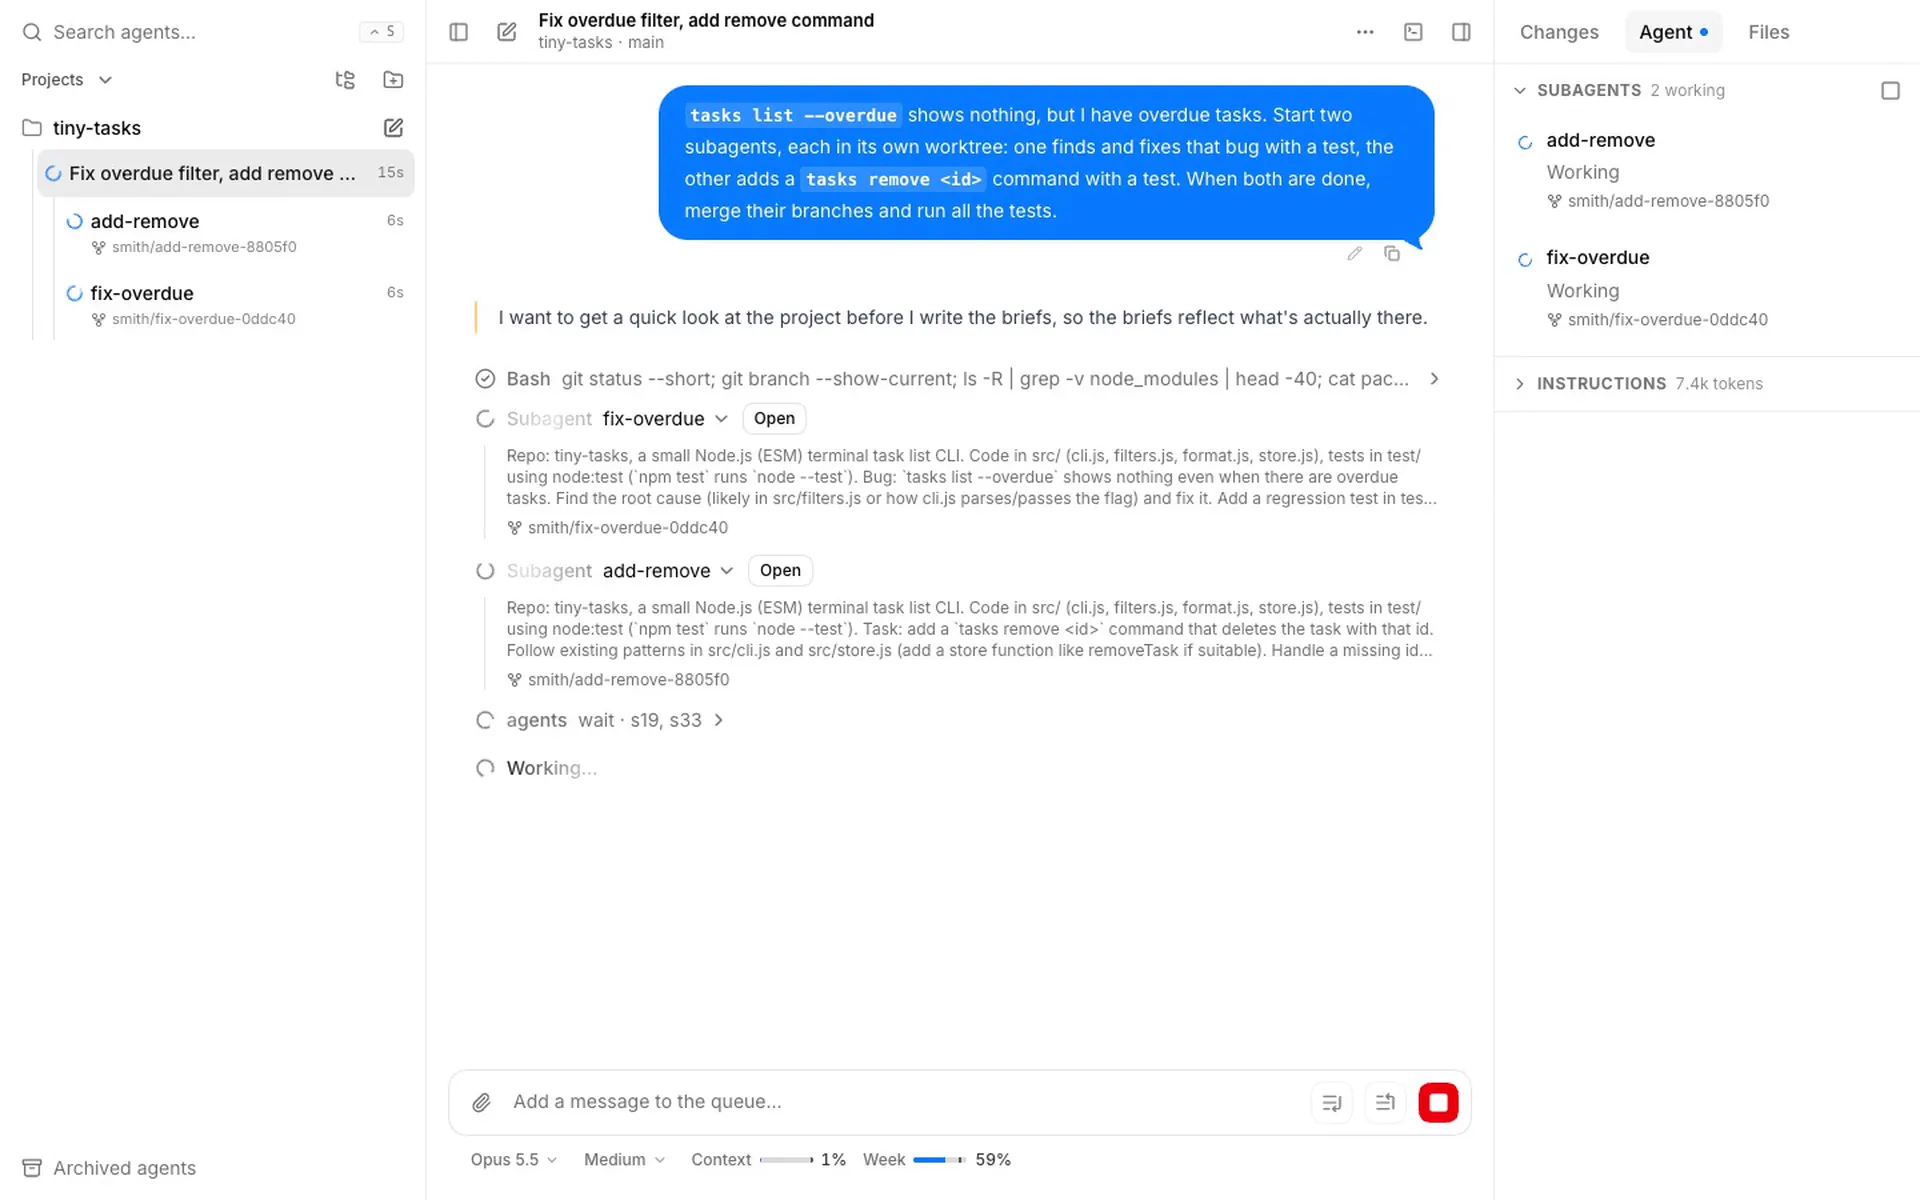 Search agents...
S
Projects
tiny-tasks
Fix overdue filter, add remove ...
15s
add-remove
6s
smith/add-remove-8805f0
fix-overdue
6s
smith/fix-overdue-0ddc40
Archived agents
Fix overdue filter, add remove command
tiny-tasks · main
tasks list --overdue shows nothing, but I have overdue tasks. Start two
subagents, each in its own worktree: one finds and fixes that bug with a test, the
other adds a tasks remove <id> command with a test. When both are done,
merge their branches and run all the tests.
I want to get a quick look at the project before I write the briefs, so the briefs reflect what's actually there.
Bash git status --short; git branch --show-current; ls -R | grep -v node_modules | head -40; cat pac...
Subagent fix-overdue Open
Repo: tiny-tasks, a small Node.js (ESM) terminal task list CLI. Code in src/ (cli.js, filters.js, format.js, store.js), tests in test/
using node:test (`npm test` runs `node --test`). Bug: `tasks list --overdue` shows nothing even when there are overdue
tasks. Find the root cause (likely in src/filters.js or how cli.js parses/passes the flag) and fix it. Add a regression test in tes...
smith/fix-overdue-0ddc40
Subagent add-remove Open
Repo: tiny-tasks, a small Node.js (ESM) terminal task list CLI. Code in src/ (cli.js, filters.js, format.js, store.js), tests in test/
using node:test (`npm test` runs `node --test`). Task: add a `tasks remove <id>` command that deletes the task with that id.
Follow existing patterns in src/cli.js and src/store.js (add a store function like removeTask if suitable). Handle a missing id...
smith/add-remove-8805f0
agents wait · s19, s33
Working...
Add a message to the queue...
Opus 5.5 Medium Context 1% Week 59%
Changes Agent Files
SUBAGENTS 2 working
add-remove
Working
smith/add-remove-8805f0
fix-overdue
Working
smith/fix-overdue-0ddc40
INSTRUCTIONS 7.4k tokens